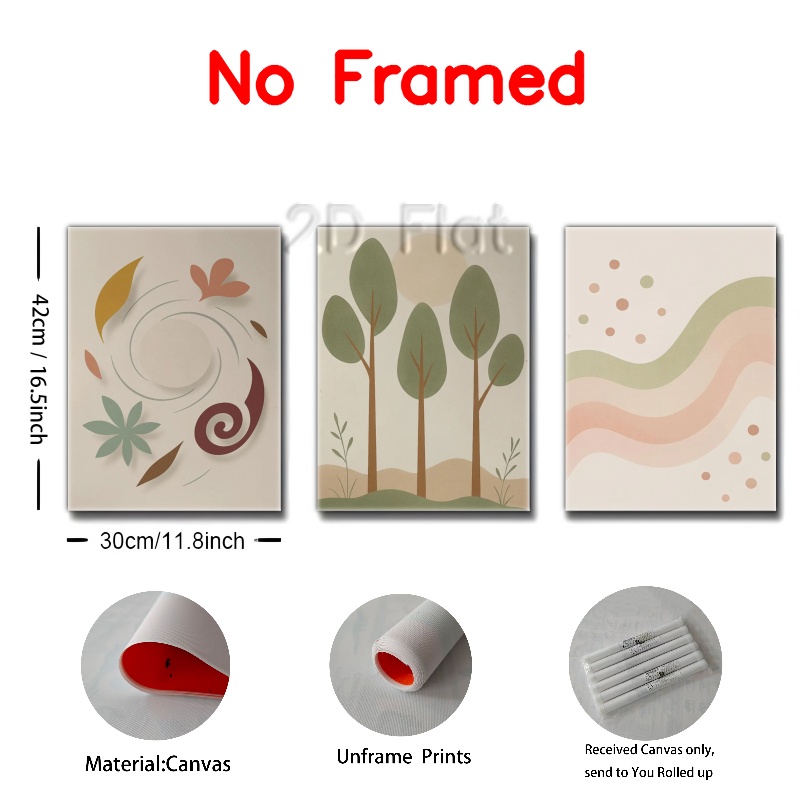 No Framed
2D Flat
42cm / 16.5inch
30cm/11.8inch
Material:Canvas
Unframe Prints
Received Canvas only,
send to You Rolled up